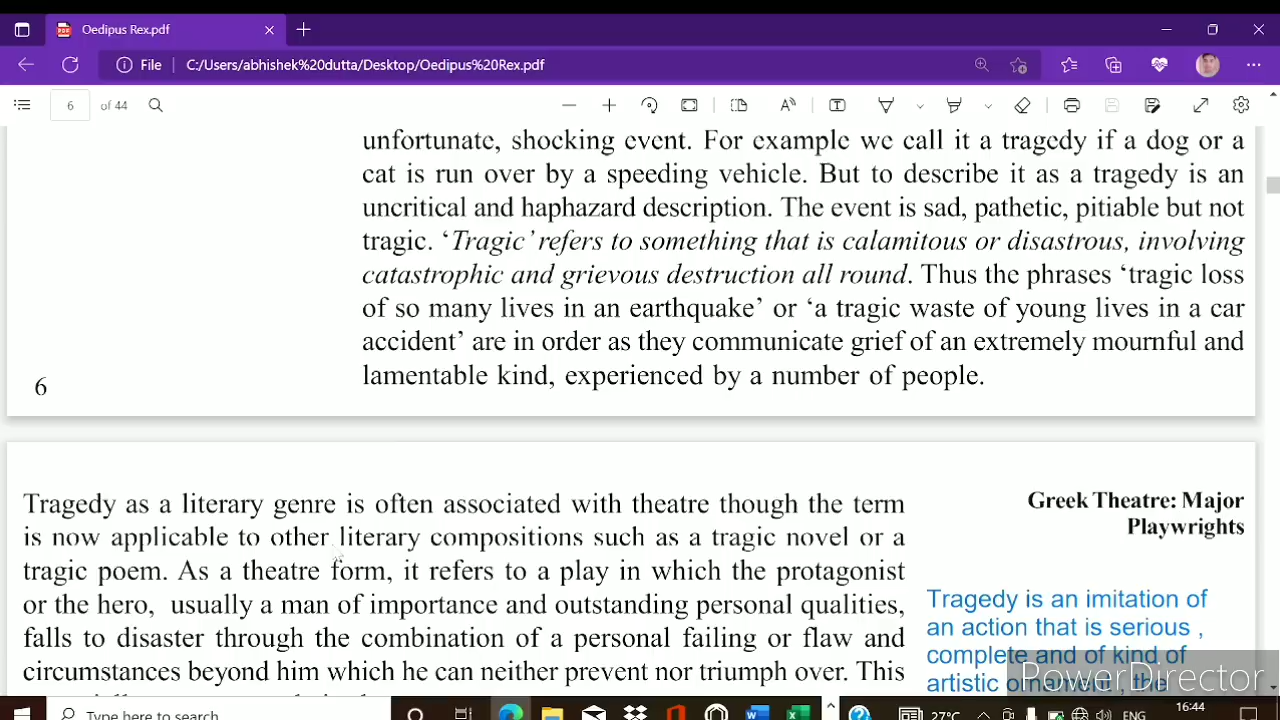 Oedipus Rex.pdf
File
C:/Users/abhishek%20dutta/Desktop/Oedipus%20Rex.pdf
6
of 44
unfortunate, shocking event. For example we call it a tragedy if a dog or a
cat is run over by a speeding vehicle. But to describe it as a tragedy is an
uncritical and haphazard description. The event is sad, pathetic, pitiable but not
tragic. ‘Tragic’ refers to something that is calamitous or disastrous, involving
catastrophic and grievous destruction all round. Thus the phrases ‘tragic loss
of so many lives in an earthquake’ or ‘a tragic waste of young lives in a car
accident’ are in order as they communicate grief of an extremely mournful and
lamentable kind, experienced by a number of people.
6
Tragedy as a literary genre is often associated with theatre though the term
is now applicable to other literary compositions such as a tragic novel or a
tragic poem. As a theatre form, it refers to a play in which the protagonist
or the hero, usually a man of importance and outstanding personal qualities,
falls to disaster through the combination of a personal failing or flaw and
circumstances beyond him which he can neither prevent nor triumph over. This
Greek Theatre: Major
Playwrights
Tragedy is an imitation of
an action that is serious ,
complete and of kind of
artistic ornament , the
PowerDirector
Type here to search
27°C
ENG
16:44